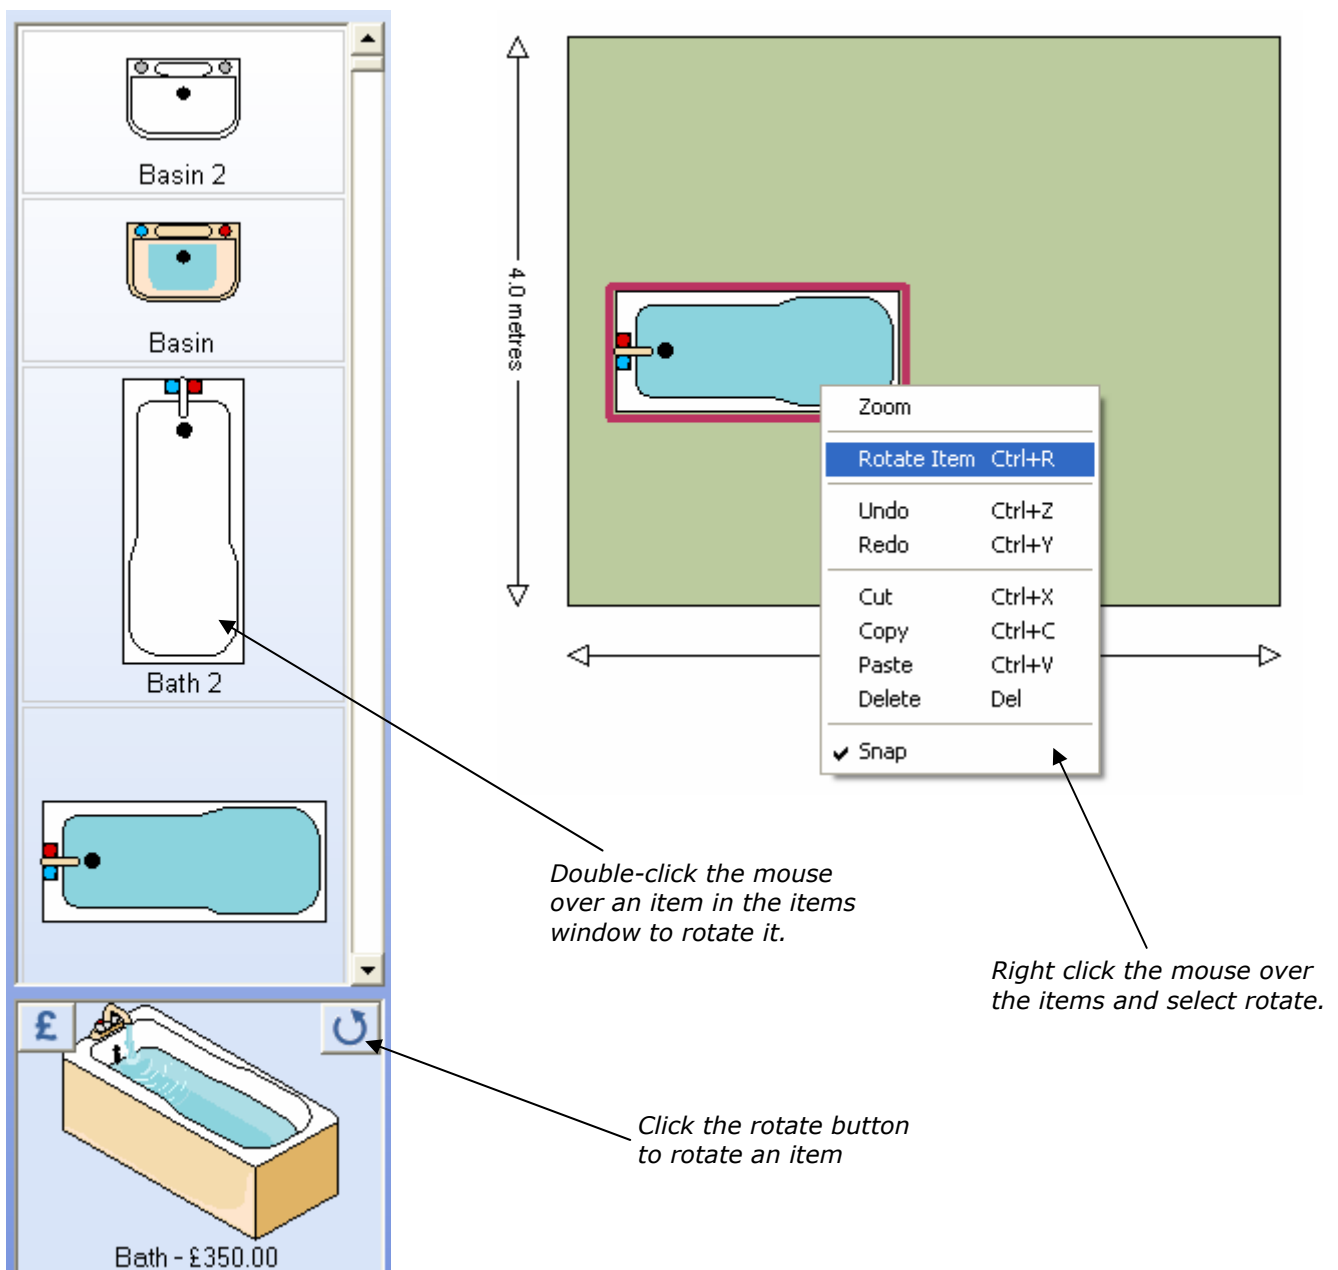 Basin 2
Basin
Bath 2
£
Bath - £350.00
4.0 metres
Zoom
Rotate Item Ctrl+R
Undo Ctrl+Z
Redo Ctrl+Y
Cut Ctrl+X
Copy Ctrl+C
Paste Ctrl+V
Delete Del
Snap
Double-click the mouse
over an item in the items
window to rotate it.
Right click the mouse over
the items and select rotate.
Click the rotate button
to rotate an item